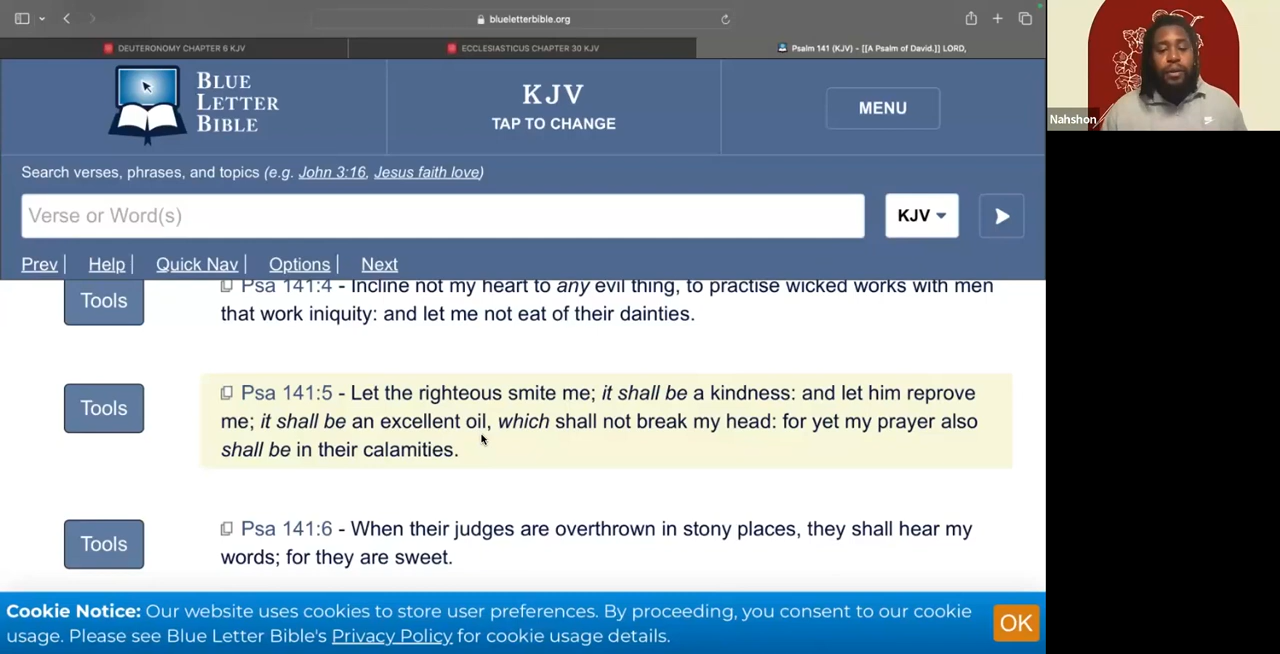 blueletterbible.org
DEUTERONOMY CHAPTER 6 KJV
ECCLESIASTICUS CHAPTER 30 KJV
Psalm 141 (KJV) - [[A Psalm of David.]] LORD,
BLUE
LETTER
BIBLE
KJV
TAP TO CHANGE
MENU
Search verses, phrases, and topics (e.g. John 3:16, Jesus faith love)
Verse or Word(s)
KJV
Prev | Help | Quick Nav | Options | Next
Tools
Psa 141:4 - Incline not my heart to any evil thing, to practise wicked works with men
that work iniquity: and let me not eat of their dainties.
Tools
Psa 141:5 - Let the righteous smite me; it shall be a kindness: and let him reprove
me; it shall be an excellent oil, which shall not break my head: for yet my prayer also
shall be in their calamities.
Tools
Psa 141:6 - When their judges are overthrown in stony places, they shall hear my
words; for they are sweet.
Cookie Notice: Our website uses cookies to store user preferences. By proceeding, you consent to our cookie
usage. Please see Blue Letter Bible's Privacy Policy for cookie usage details.
OK
Nahshon